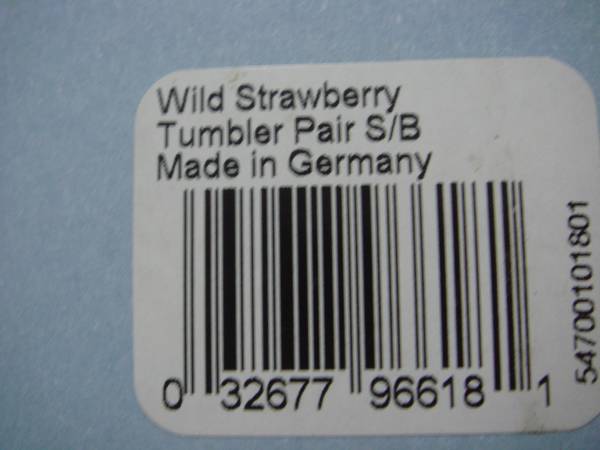 Wild Strawberry
Tumbler Pair S/B
Made in Germany
0 32677 96618 1
54700101801